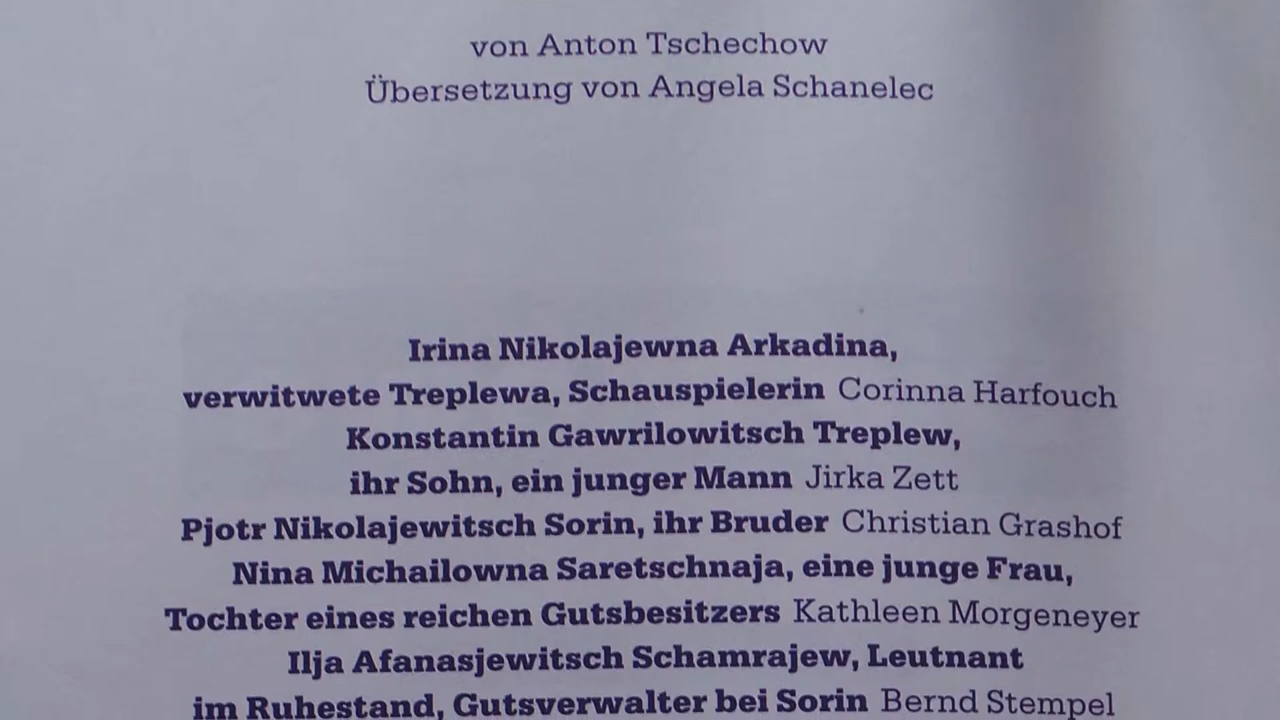 von Anton Tschechow
Übersetzung von Angela Schanelec
Irina Nikolajewna Arkadina,
verwitwete Treplewa, Schauspielerin Corinna Harfouch
Konstantin Gawrilowitsch Treplew,
ihr Sohn, ein junger Mann Jirka Zett
Pjotr Nikolajewitsch Sorin, ihr Bruder Christian Grashof
Nina Michailowna Saretschnaja, eine junge Frau,
Tochter eines reichen Gutsbesitzers Kathleen Morgeneyer
Ilja Afanasjewitsch Schamrajew, Leutnant
im Ruhestand, Gutsverwalter bei Sorin Bernd Stempel